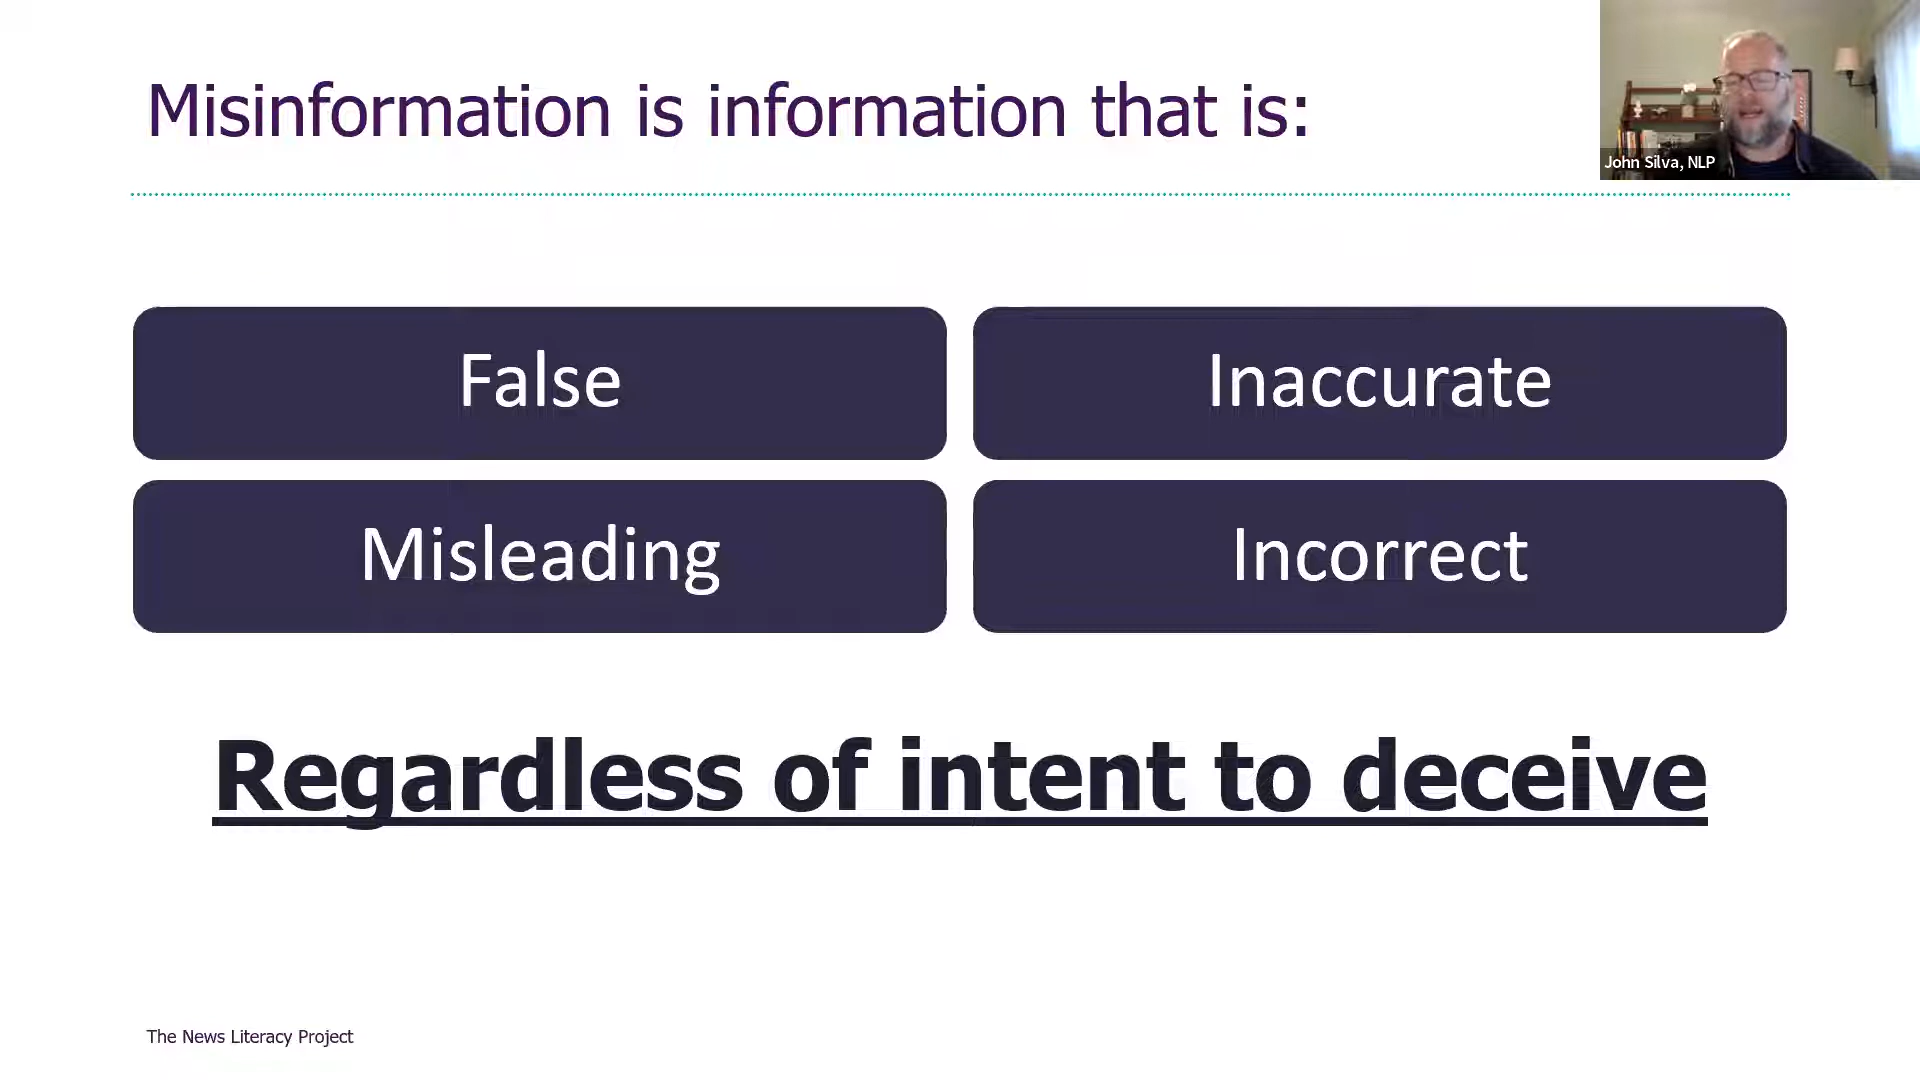 Misinformation is information that is:
John Silva, NLP
False
Inaccurate
Misleading
Incorrect
Regardless of intent to deceive
The News Literacy Project